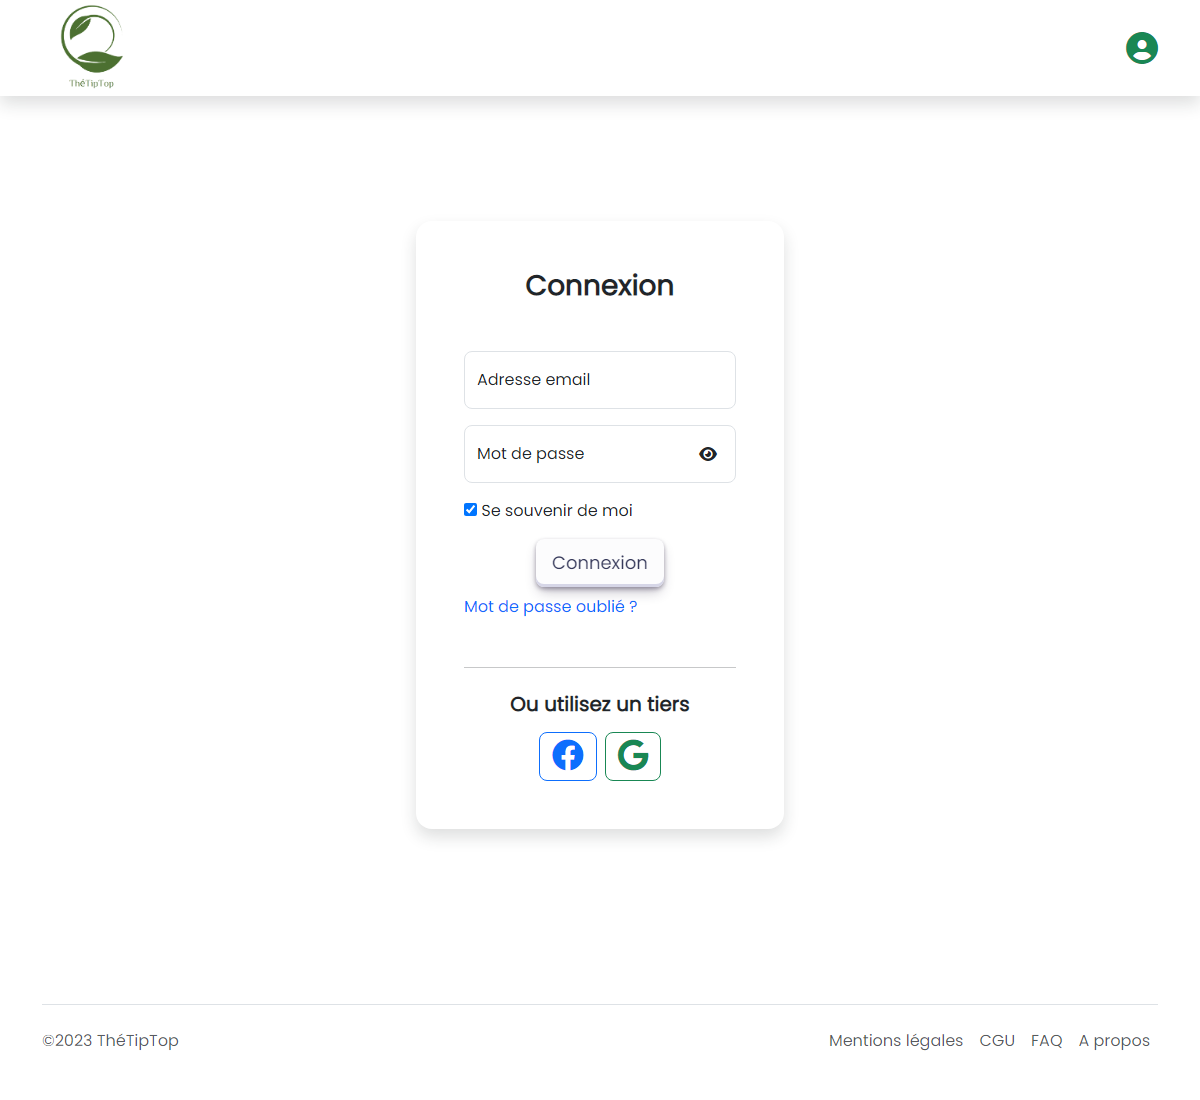 ThéTipTop
Connexion
Adresse email
Mot de passe
Se souvenir de moi
Connexion
Mot de passe oublié ?
Ou utilisez un tiers
©2023 ThéTipTop
Mentions légales CGU FAQ A propos